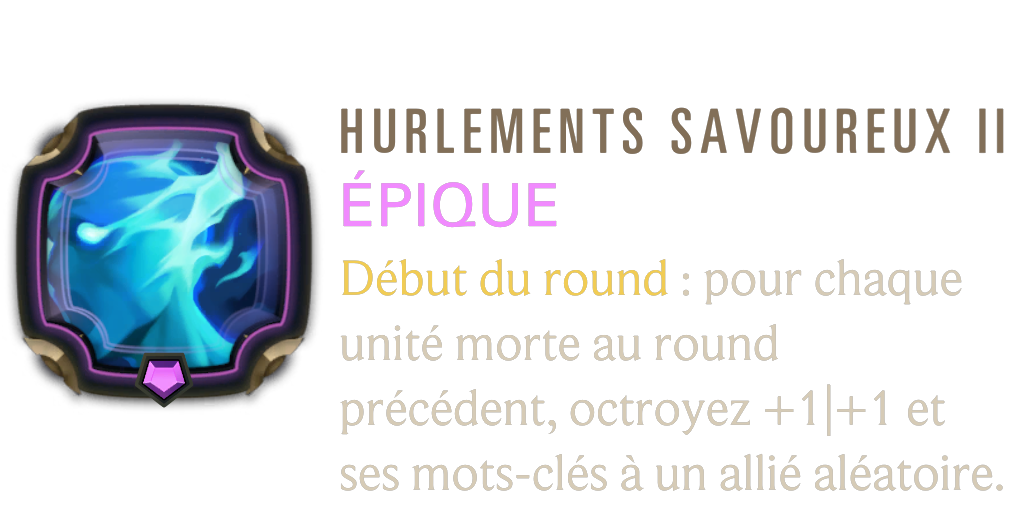 HURLEMENTS SAVOUREUX II
ÉPIQUE
Début du round : pour chaque
unité morte au round
précédent, octroyez +1|+1 et
ses mots-clés à un allié aléatoire.